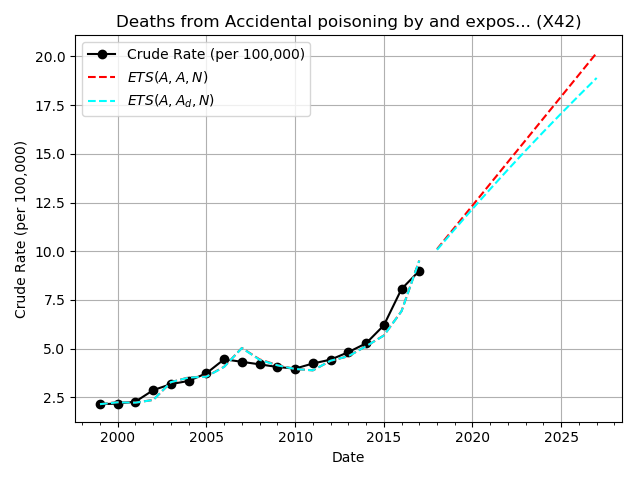 Deaths from Accidental poisoning by and expos... (X42)
Crude Rate (per 100,000)
ETS(A, A, N)
ETS(A, A_d, N)
Crude Rate (per 100,000)
20.0
17.5
15.0
12.5
10.0
7.5
5.0
2.5
2000 2005 2010 2015 2020 2025
Date